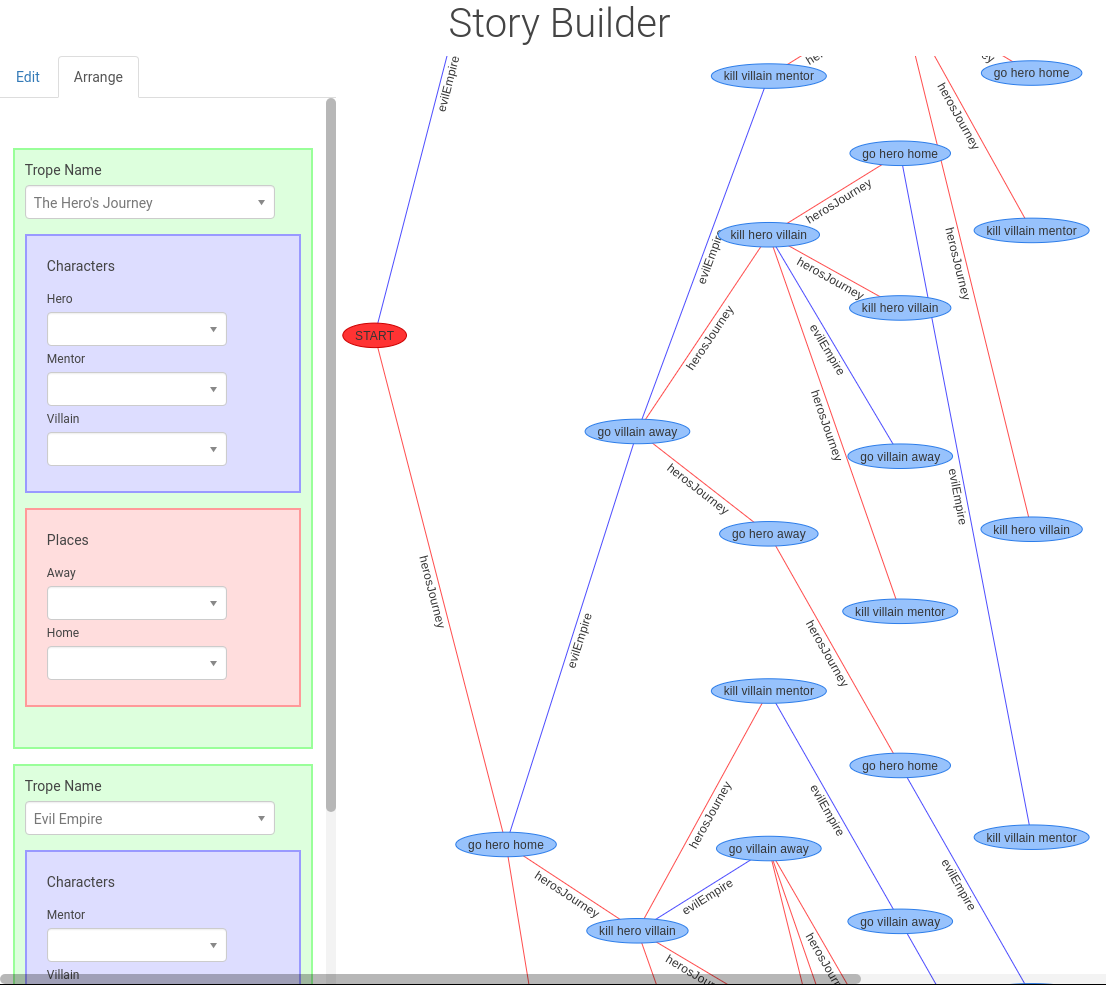 Story Builder
Edit
Arrange
Trope Name
The Hero's Journey
Characters
Hero
Mentor
Villain
Places
Away
Home
Trope Name
Evil Empire
Characters
Mentor
Villain
evilEmpire
kill villain mentor
go hero home
herosJourney
go hero home
herosJourney
kill villain mentor
kill hero villain
evilEmpire
herosJourney
herosJourney
kill hero villain
START
herosJourney
evilEmpire
herosJourney
go villain away
go villain away
herosJourney
evilEmpire
go hero away
kill hero villain
herosJourney
kill villain mentor
evilEmpire
herosJourney
kill villain mentor
go hero home
herosJourney
evilEmpire
kill villain mentor
go hero home
go villain away
herosJourney
evilEmpire
evilEmpire
go villain away
kill hero villain
herosJourney
herosJourney